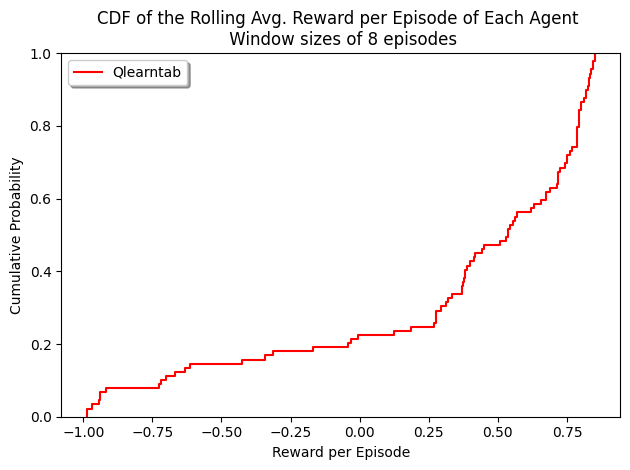 CDF of the Rolling Avg. Reward per Episode of Each Agent
Window sizes of 8 episodes
Qlearntab
Cumulative Probability
1.0
0.8
0.6
0.4
0.2
0.0
−1.00 −0.75 −0.50 −0.25 0.00 0.25 0.50 0.75
Reward per Episode